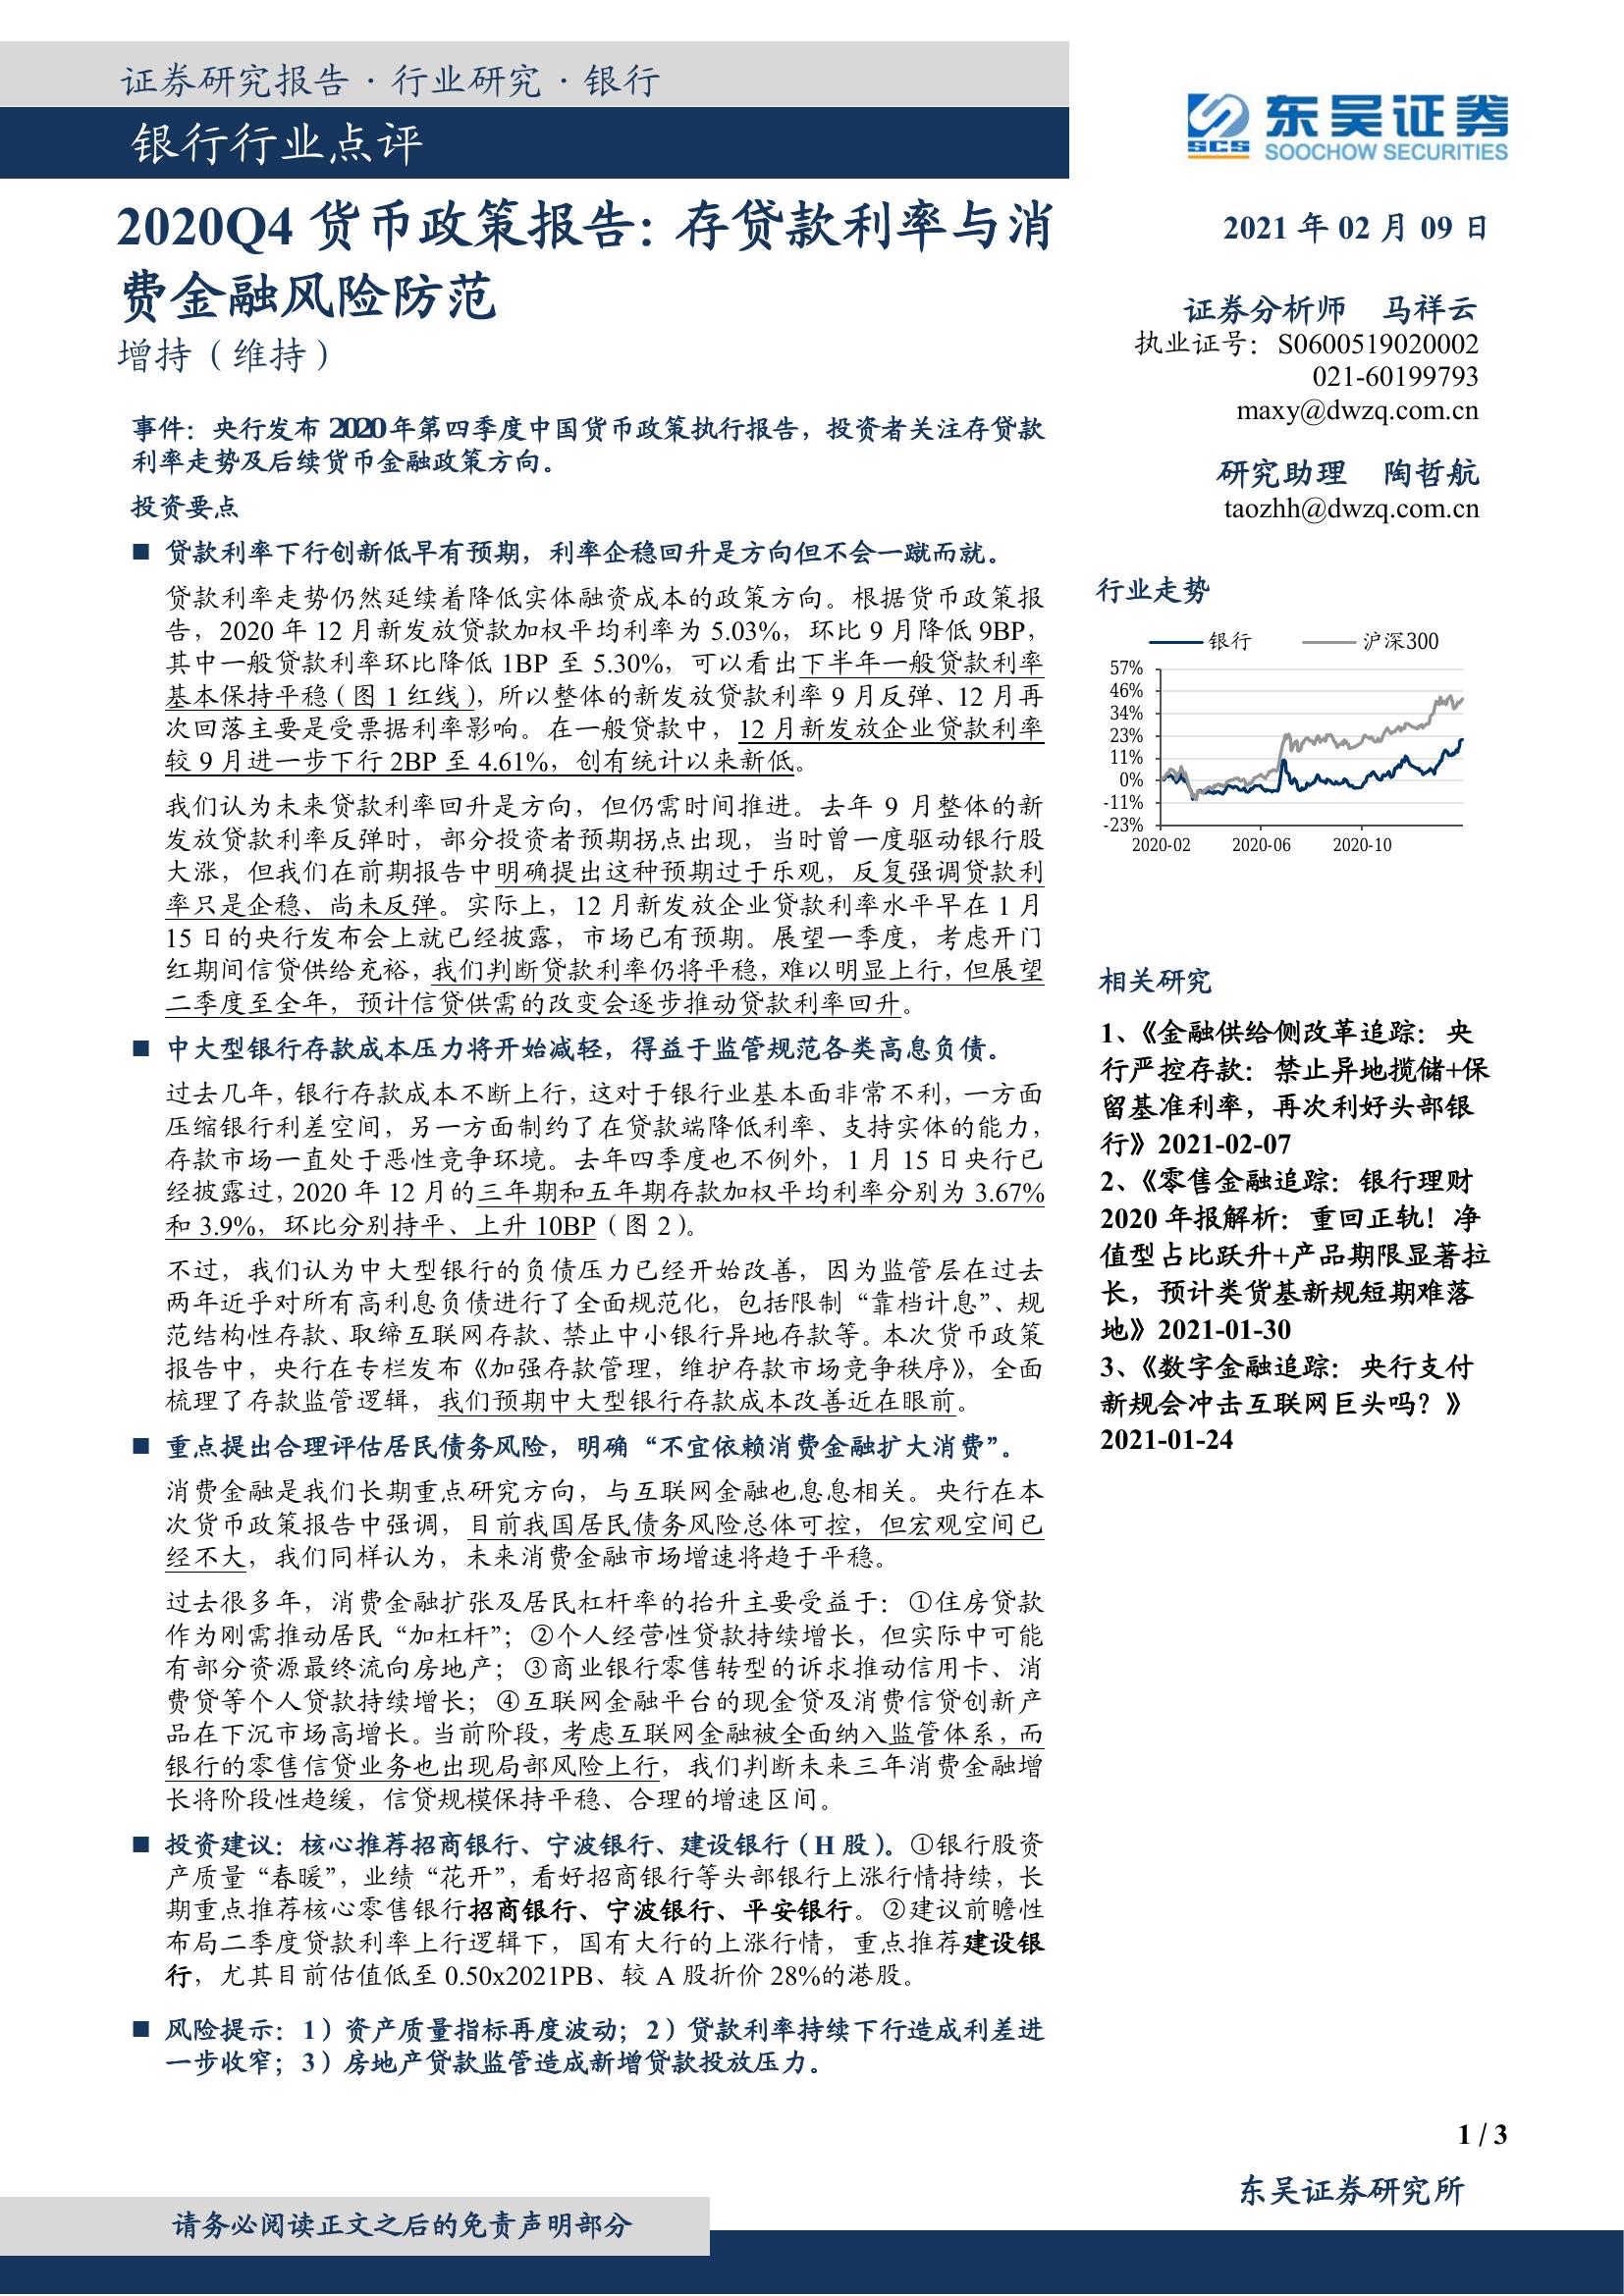 证券研究报告·行业研究·银行
银行行业点评
东吴证券
SCS
SOOCHOW SECURITIES
2020Q4 货币政策报告：存贷款利率与消
费金融风险防范
增持（维持）
事件：央行发布 2020 年第四季度中国货币政策执行报告，投资者关注存贷款
利率走势及后续货币金融政策方向。
投资要点
■ 贷款利率下行创新低早有预期，利率企稳回升是方向但不会一蹴而就。
贷款利率走势仍然延续着降低实体融资成本的政策方向。根据货币政策报
告，2020 年 12 月新发放贷款加权平均利率为 5.03%，环比 9 月降低 9BP，
其中一般贷款利率环比降低 1BP 至 5.30%，可以看出下半年一般贷款利率
基本保持平稳（图 1 红线），所以整体的新发放贷款利率 9 月反弹、12 月再
次回落主要是受票据利率影响。在一般贷款中，12 月新发放企业贷款利率
较 9 月进一步下行 2BP 至 4.61%，创有统计以来新低。
我们认为未来贷款利率回升是方向，但仍需时间推进。去年 9 月整体的新
发放贷款利率反弹时，部分投资者预期拐点出现，当时曾一度驱动银行股
大涨，但我们在前期报告中明确提出这种预期过于乐观，反复强调贷款利
率只是企稳、尚未反弹。实际上，12 月新发放企业贷款利率水平早在 1 月
15 日的央行发布会上就已经披露，市场已有预期。展望一季度，考虑开门
红期间信贷供给充裕，我们判断贷款利率仍将平稳，难以明显上行，但展望
二季度至全年，预计信贷供需的改变会逐步推动贷款利率回升。
■ 中大型银行存款成本压力将开始减轻，得益于监管规范各类高息负债。
过去几年，银行存款成本不断上行，这对于银行业基本面非常不利，一方面
压缩银行利差空间，另一方面制约了在贷款端降低利率、支持实体的能力，
存款市场一直处于恶性竞争环境。去年四季度也不例外，1 月 15 日央行已
经披露过，2020 年 12 月的三年期和五年期存款加权平均利率分别为 3.67%
和 3.9%，环比分别持平、上升 10BP（图 2）。
不过，我们认为中大型银行的负债压力已经开始改善，因为监管层在过去
两年近乎对所有高利息负债进行了全面规范化，包括限制“靠档计息”、规
范结构性存款、取缔互联网存款、禁止中小银行异地存款等。本次货币政策
报告中，央行在专栏发布《加强存款管理，维护存款市场竞争秩序》，全面
梳理了存款监管逻辑，我们预期中大型银行存款成本改善近在眼前。
■ 重点提出合理评估居民债务风险，明确“不宜依赖消费金融扩大消费”。
消费金融是我们长期重点研究方向，与互联网金融也息息相关。央行在本
次货币政策报告中强调，目前我国居民债务风险总体可控，但宏观空间已
经不大，我们同样认为，未来消费金融市场增速将趋于平稳。
过去很多年，消费金融扩张及居民杠杆率的抬升主要受益于：①住房贷款
作为刚需推动居民“加杠杆”；②个人经营性贷款持续增长，但实际中可能
有部分资源最终流向房地产；③商业银行零售转型的诉求推动信用卡、消
费贷等个人贷款持续增长；④互联网金融平台的现金贷及消费信贷创新产
品在下沉市场高增长。当前阶段，考虑互联网金融被全面纳入监管体系，而
银行的零售信贷业务也出现局部风险上行，我们判断未来三年消费金融增
长将阶段性趋缓，信贷规模保持平稳、合理的增速区间。
■ 投资建议：核心推荐招商银行、宁波银行、建设银行（H 股）。①银行股资
产质量“春暖”，业绩“花开”，看好招商银行等头部银行上涨行情持续，长
期重点推荐核心零售银行招商银行、宁波银行、平安银行。②建议前瞻性
布局二季度贷款利率上行逻辑下，国有大行的上涨行情，重点推荐建设银
行，尤其目前估值低至 0.50x2021PB、较 A 股折价 28%的港股。
■ 风险提示：1）资产质量指标再度波动；2）贷款利率持续下行造成利差进
一步收窄；3）房地产贷款监管造成新增贷款投放压力。
2021 年 02 月 09 日
证券分析师 马祥云
执业证号：S0600519020002
021-60199793
maxy@dwzq.com.cn
研究助理 陶哲航
taozhh@dwzq.com.cn
行业走势
银行 沪深300
57%
46%
34%
23%
11%
0%
-11%
-23%
2020-02 2020-06 2020-10
相关研究
1、《金融供给侧改革追踪：央
行严控存款：禁止异地揽储+保
留基准利率，再次利好头部银
行》2021-02-07
2、《零售金融追踪：银行理财
2020 年报解析：重回正轨！净
值型占比跃升+产品期限显著拉
长，预计类货基新规短期难落
地》2021-01-30
3、《数字金融追踪：央行支付
新规会冲击互联网巨头吗？》
2021-01-24
1 / 3
东吴证券研究所
请务必阅读正文之后的免责声明部分